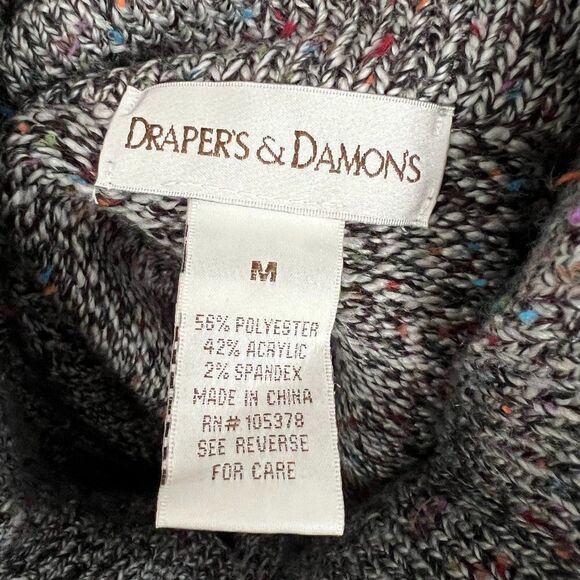 DRAPER'S & DAMON'S
M
56% POLYESTER
42% ACRYLIC
2% SPANDEX
MADE IN CHINA
RN# 105378
SEE REVERSE
FOR CARE